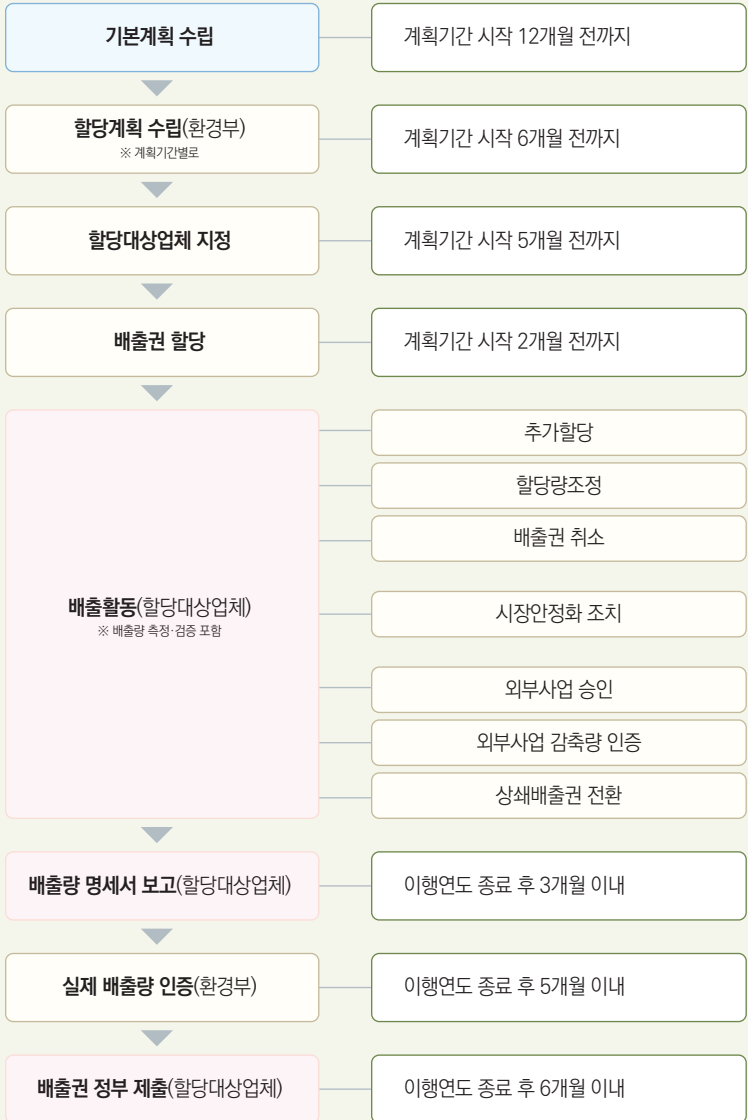 기본계획 수립
계획기간 시작 12개월 전까지
할당계획 수립(환경부)
※ 계획기간별로
계획기간 시작 6개월 전까지
할당대상업체 지정
계획기간 시작 5개월 전까지
배출권 할당
계획기간 시작 2개월 전까지
배출활동(할당대상업체)
※ 배출량 측정·검증 포함
추가할당
할당량조정
배출권 취소
시장안정화 조치
외부사업 승인
외부사업 감축량 인증
상쇄배출권 전환
배출량 명세서 보고(할당대상업체)
이행연도 종료 후 3개월 이내
실제 배출량 인증(환경부)
이행연도 종료 후 5개월 이내
배출권 정부 제출(할당대상업체)
이행연도 종료 후 6개월 이내